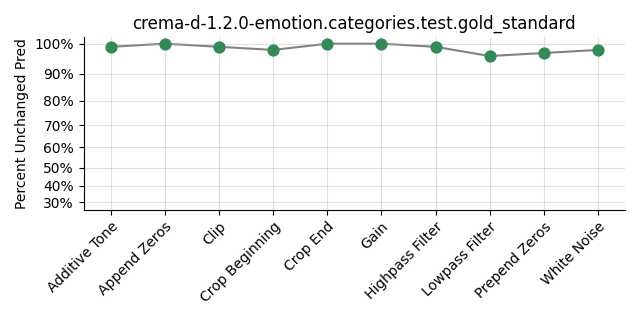 crema-d-1.2.0-emotion.categories.test.gold_standard
Percent Unchanged Pred
100%
90%
80%
70%
60%
50%
40%
30%
Additive Tone
Append Zeros
Clip
Crop Beginning
Crop End
Gain
Highpass Filter
Lowpass Filter
Prepend Zeros
White Noise